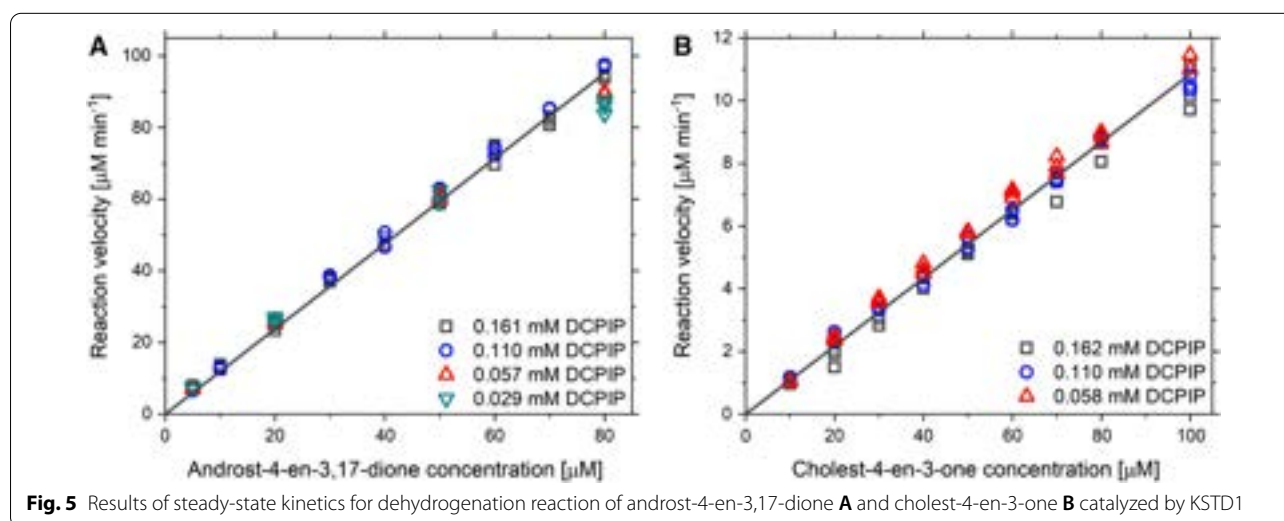 A
Reaction velocity [µM min⁻¹]
100
80
60
40
20
0
0 20 40 60 80
Androst-4-en-3,17-dione concentration [µM]
0.161 mM DCPIP
0.110 mM DCPIP
0.057 mM DCPIP
0.029 mM DCPIP
B
Reaction velocity [µM min⁻¹]
12
10
8
6
4
2
0
0 20 40 60 80 100
Cholest-4-en-3-one concentration [µM]
0.162 mM DCPIP
0.110 mM DCPIP
0.058 mM DCPIP
Fig. 5 Results of steady-state kinetics for dehydrogenation reaction of androst-4-en-3,17-dione A and cholest-4-en-3-one B catalyzed by KSTD1